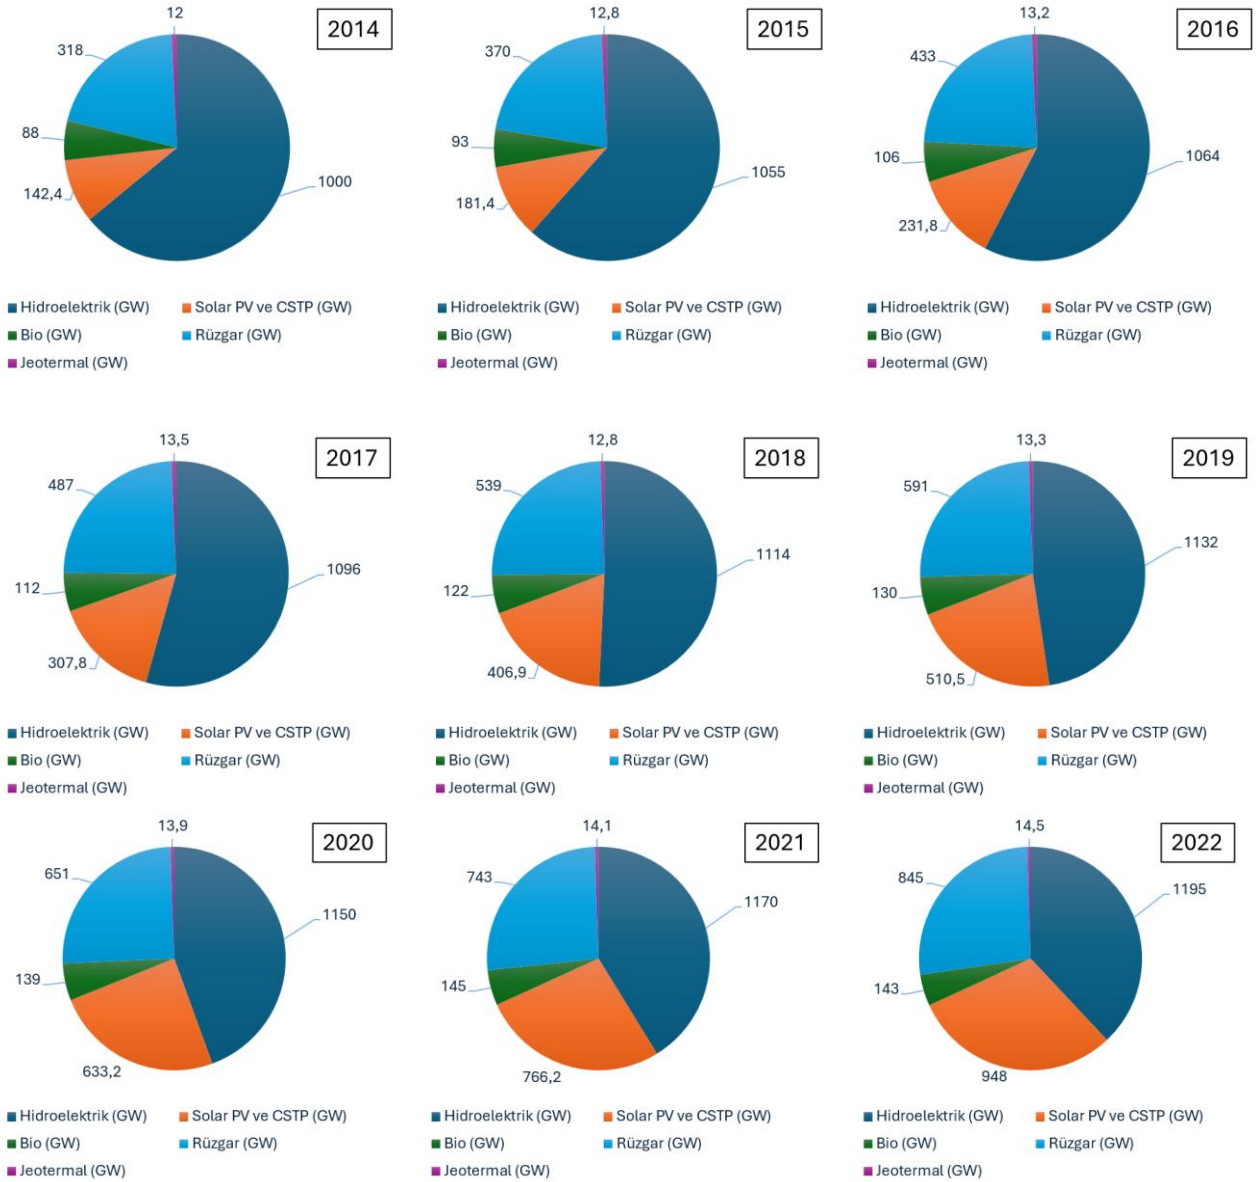 12
2014
318
88
142,4
1000
Hidroelektrik (GW) Solar PV ve CSTP (GW)
Bio (GW) Rüzgar (GW)
Jeotermal (GW)
12,8
2015
370
93
181,4
1055
Hidroelektrik (GW) Solar PV ve CSTP (GW)
Bio (GW) Rüzgar (GW)
Jeotermal (GW)
13,2
2016
433
106
231,8
1064
Hidroelektrik (GW) Solar PV ve CSTP (GW)
Bio (GW) Rüzgar (GW)
Jeotermal (GW)
13,5
2017
487
112
307,8
1096
Hidroelektrik (GW) Solar PV ve CSTP (GW)
Bio (GW) Rüzgar (GW)
Jeotermal (GW)
12,8
2018
539
122
406,9
1114
Hidroelektrik (GW) Solar PV ve CSTP (GW)
Bio (GW) Rüzgar (GW)
Jeotermal (GW)
13,3
2019
591
130
510,5
1132
Hidroelektrik (GW) Solar PV ve CSTP (GW)
Bio (GW) Rüzgar (GW)
Jeotermal (GW)
13,9
2020
651
139
633,2
1150
Hidroelektrik (GW) Solar PV ve CSTP (GW)
Bio (GW) Rüzgar (GW)
Jeotermal (GW)
14,1
2021
743
145
766,2
1170
Hidroelektrik (GW) Solar PV ve CSTP (GW)
Bio (GW) Rüzgar (GW)
Jeotermal (GW)
14,5
2022
845
143
948
1195
Hidroelektrik (GW) Solar PV ve CSTP (GW)
Bio (GW) Rüzgar (GW)
Jeotermal (GW)